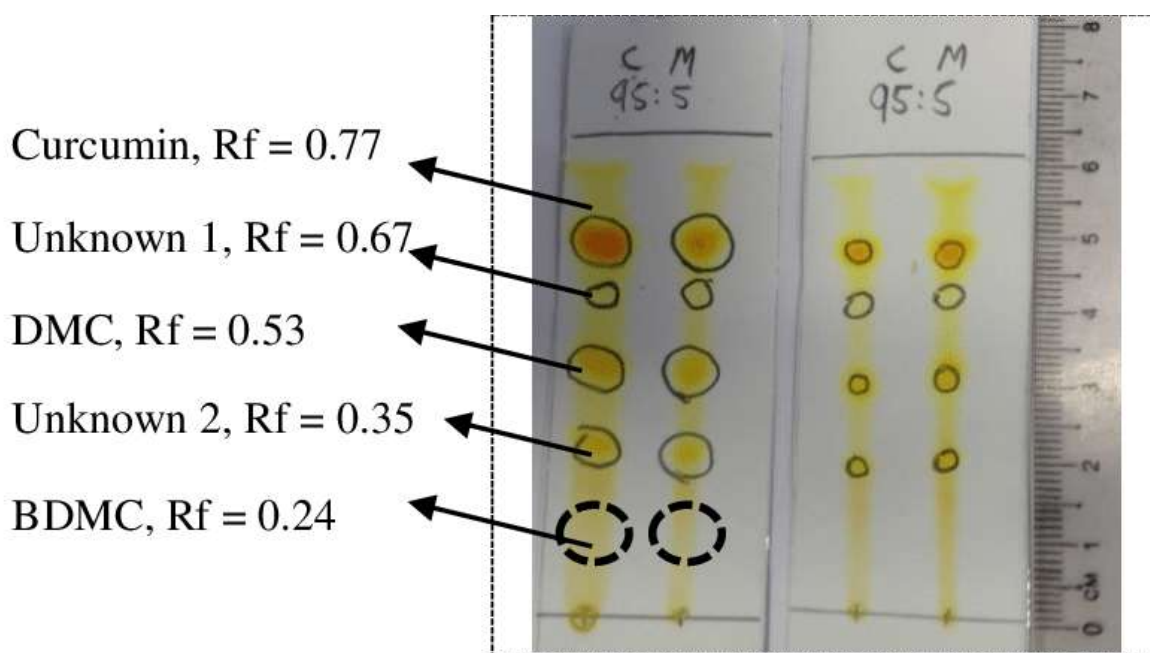 Curcumin, Rf = 0.77
Unknown 1, Rf = 0.67
DMC, Rf = 0.53
Unknown 2, Rf = 0.35
BDMC, Rf = 0.24
C M
95:5
C M
95:5
8
7
6
5
4
3
2
1
CM
0